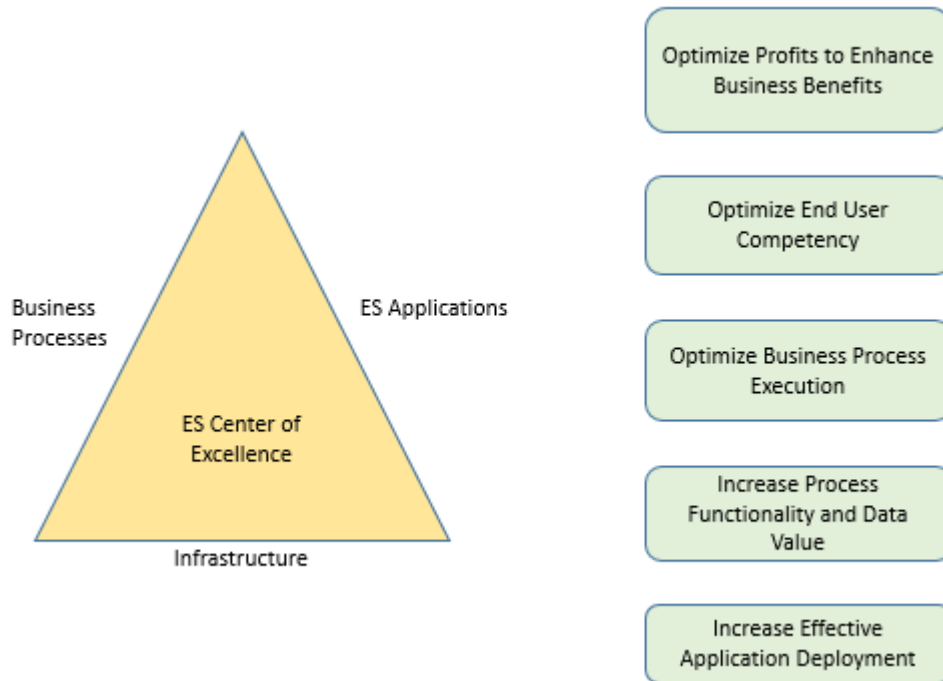 Business
Processes
ES Applications
ES Center of
Excellence
Infrastructure
Optimize Profits to Enhance
Business Benefits
Optimize End User
Competency
Optimize Business Process
Execution
Increase Process
Functionality and Data
Value
Increase Effective
Application Deployment